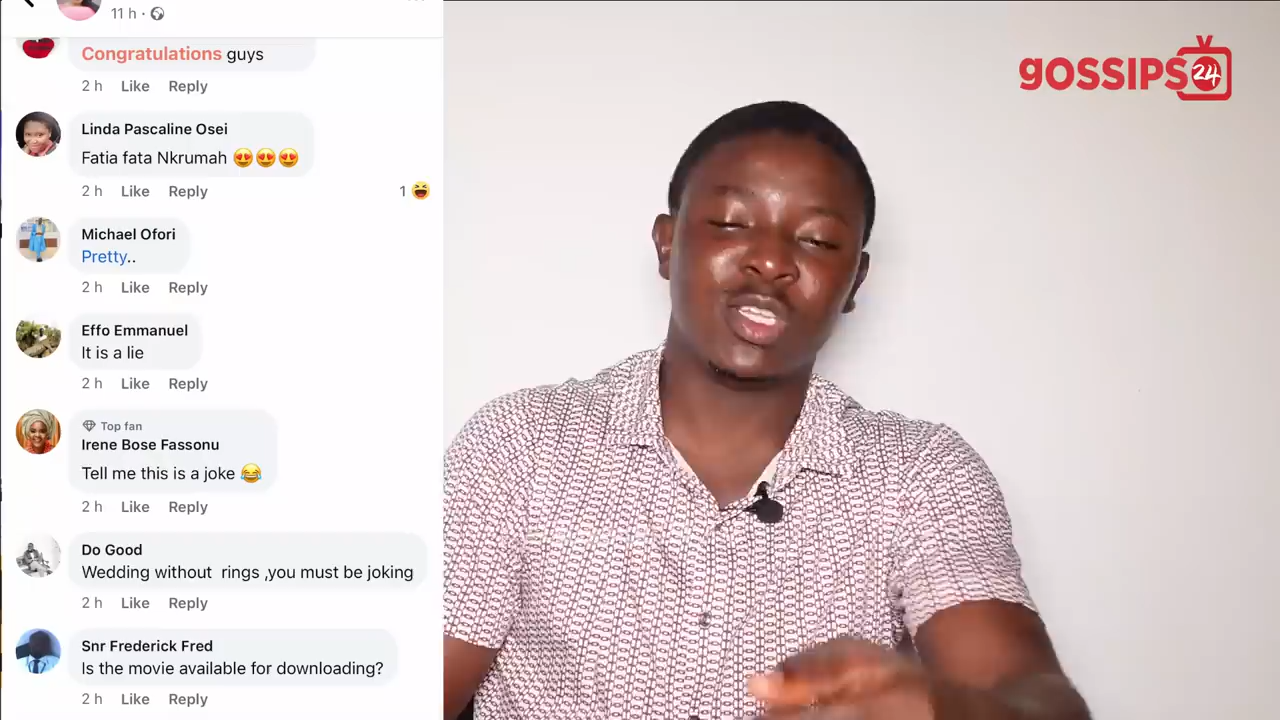 11 h
Congratulations guys
2 h Like Reply
Linda Pascaline Osei
Fatia fata Nkrumah 😍😍😍
2 h Like Reply 1
Michael Ofori
Pretty..
2 h Like Reply
Effo Emmanuel
It is a lie
2 h Like Reply
Top fan
Irene Bose Fassonu
Tell me this is a joke 😂
2 h Like Reply
Do Good
Wedding without rings ,you must be joking
2 h Like Reply
Snr Frederick Fred
Is the movie available for downloading?
2 h Like Reply
gOSSIPS24